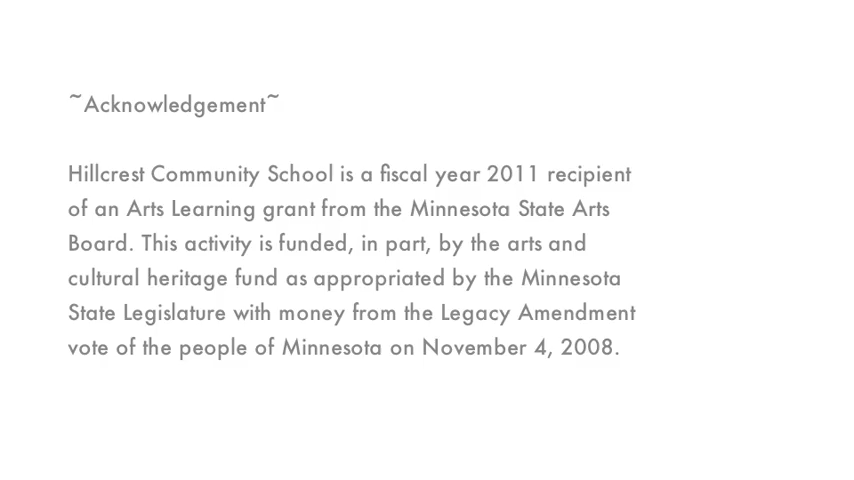 ~Acknowledgement~
Hillcrest Community School is a fiscal year 2011 recipient
of an Arts Learning grant from the Minnesota State Arts
Board. This activity is funded, in part, by the arts and
cultural heritage fund as appropriated by the Minnesota
State Legislature with money from the Legacy Amendment
vote of the people of Minnesota on November 4, 2008.